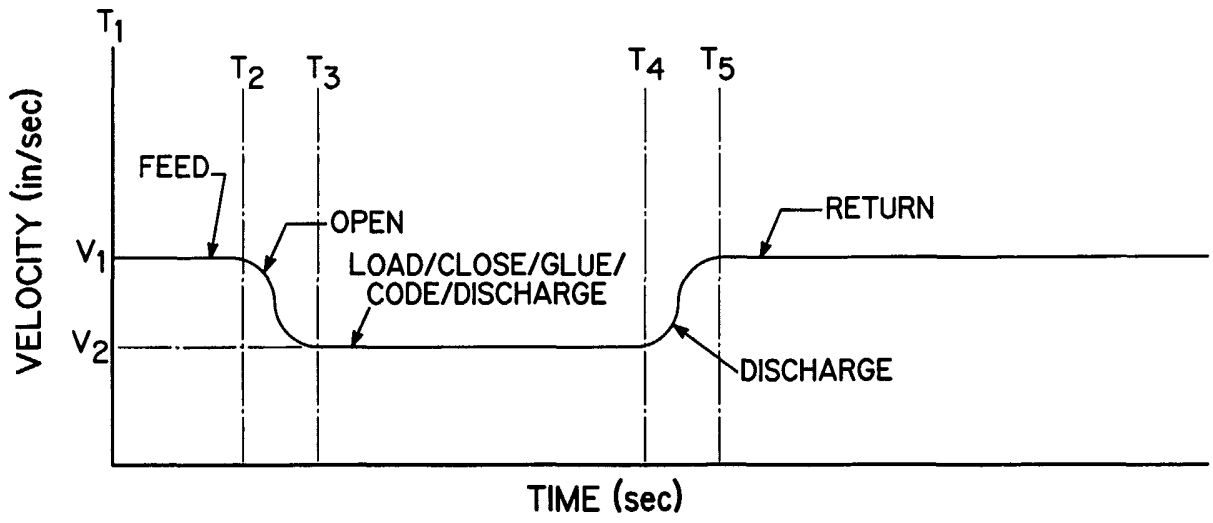 T1
T2
T3
T4
T5
FEED
OPEN
RETURN
V1
LOAD/CLOSE/GLUE/
CODE/DISCHARGE
V2
DISCHARGE
VELOCITY (in/sec)
TIME (sec)